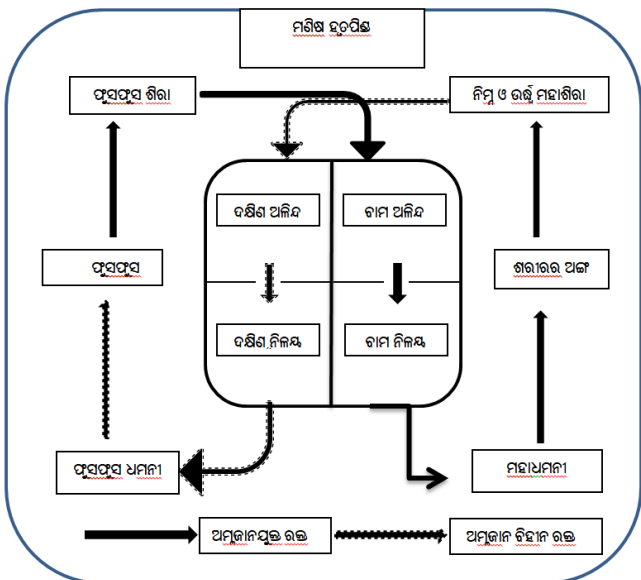 ମଣିଷ ହୃତପିଣ୍ଡ
ଫୁସଫୁସ ଶିରା
ନିମ୍ନ ଓ ଉର୍ଦ୍ଧ୍ୱ ମହାଶିରା
ଦକ୍ଷିଣ ଅଳିନ୍ଦ
ବାମ ଅଳିନ୍ଦ
ଫୁସଫୁସ
ଶରୀରର ଅଙ୍ଗ
ଦକ୍ଷିଣ ନିଳୟ
ବାମ ନିଳୟ
ଫୁସଫୁସ ଧମନୀ
ମହାଧମନୀ
ଅମ୍ଳଜାନଯୁକ୍ତ ରକ୍ତ
ଅମ୍ଳଜାନ ବିହୀନ ରକ୍ତ